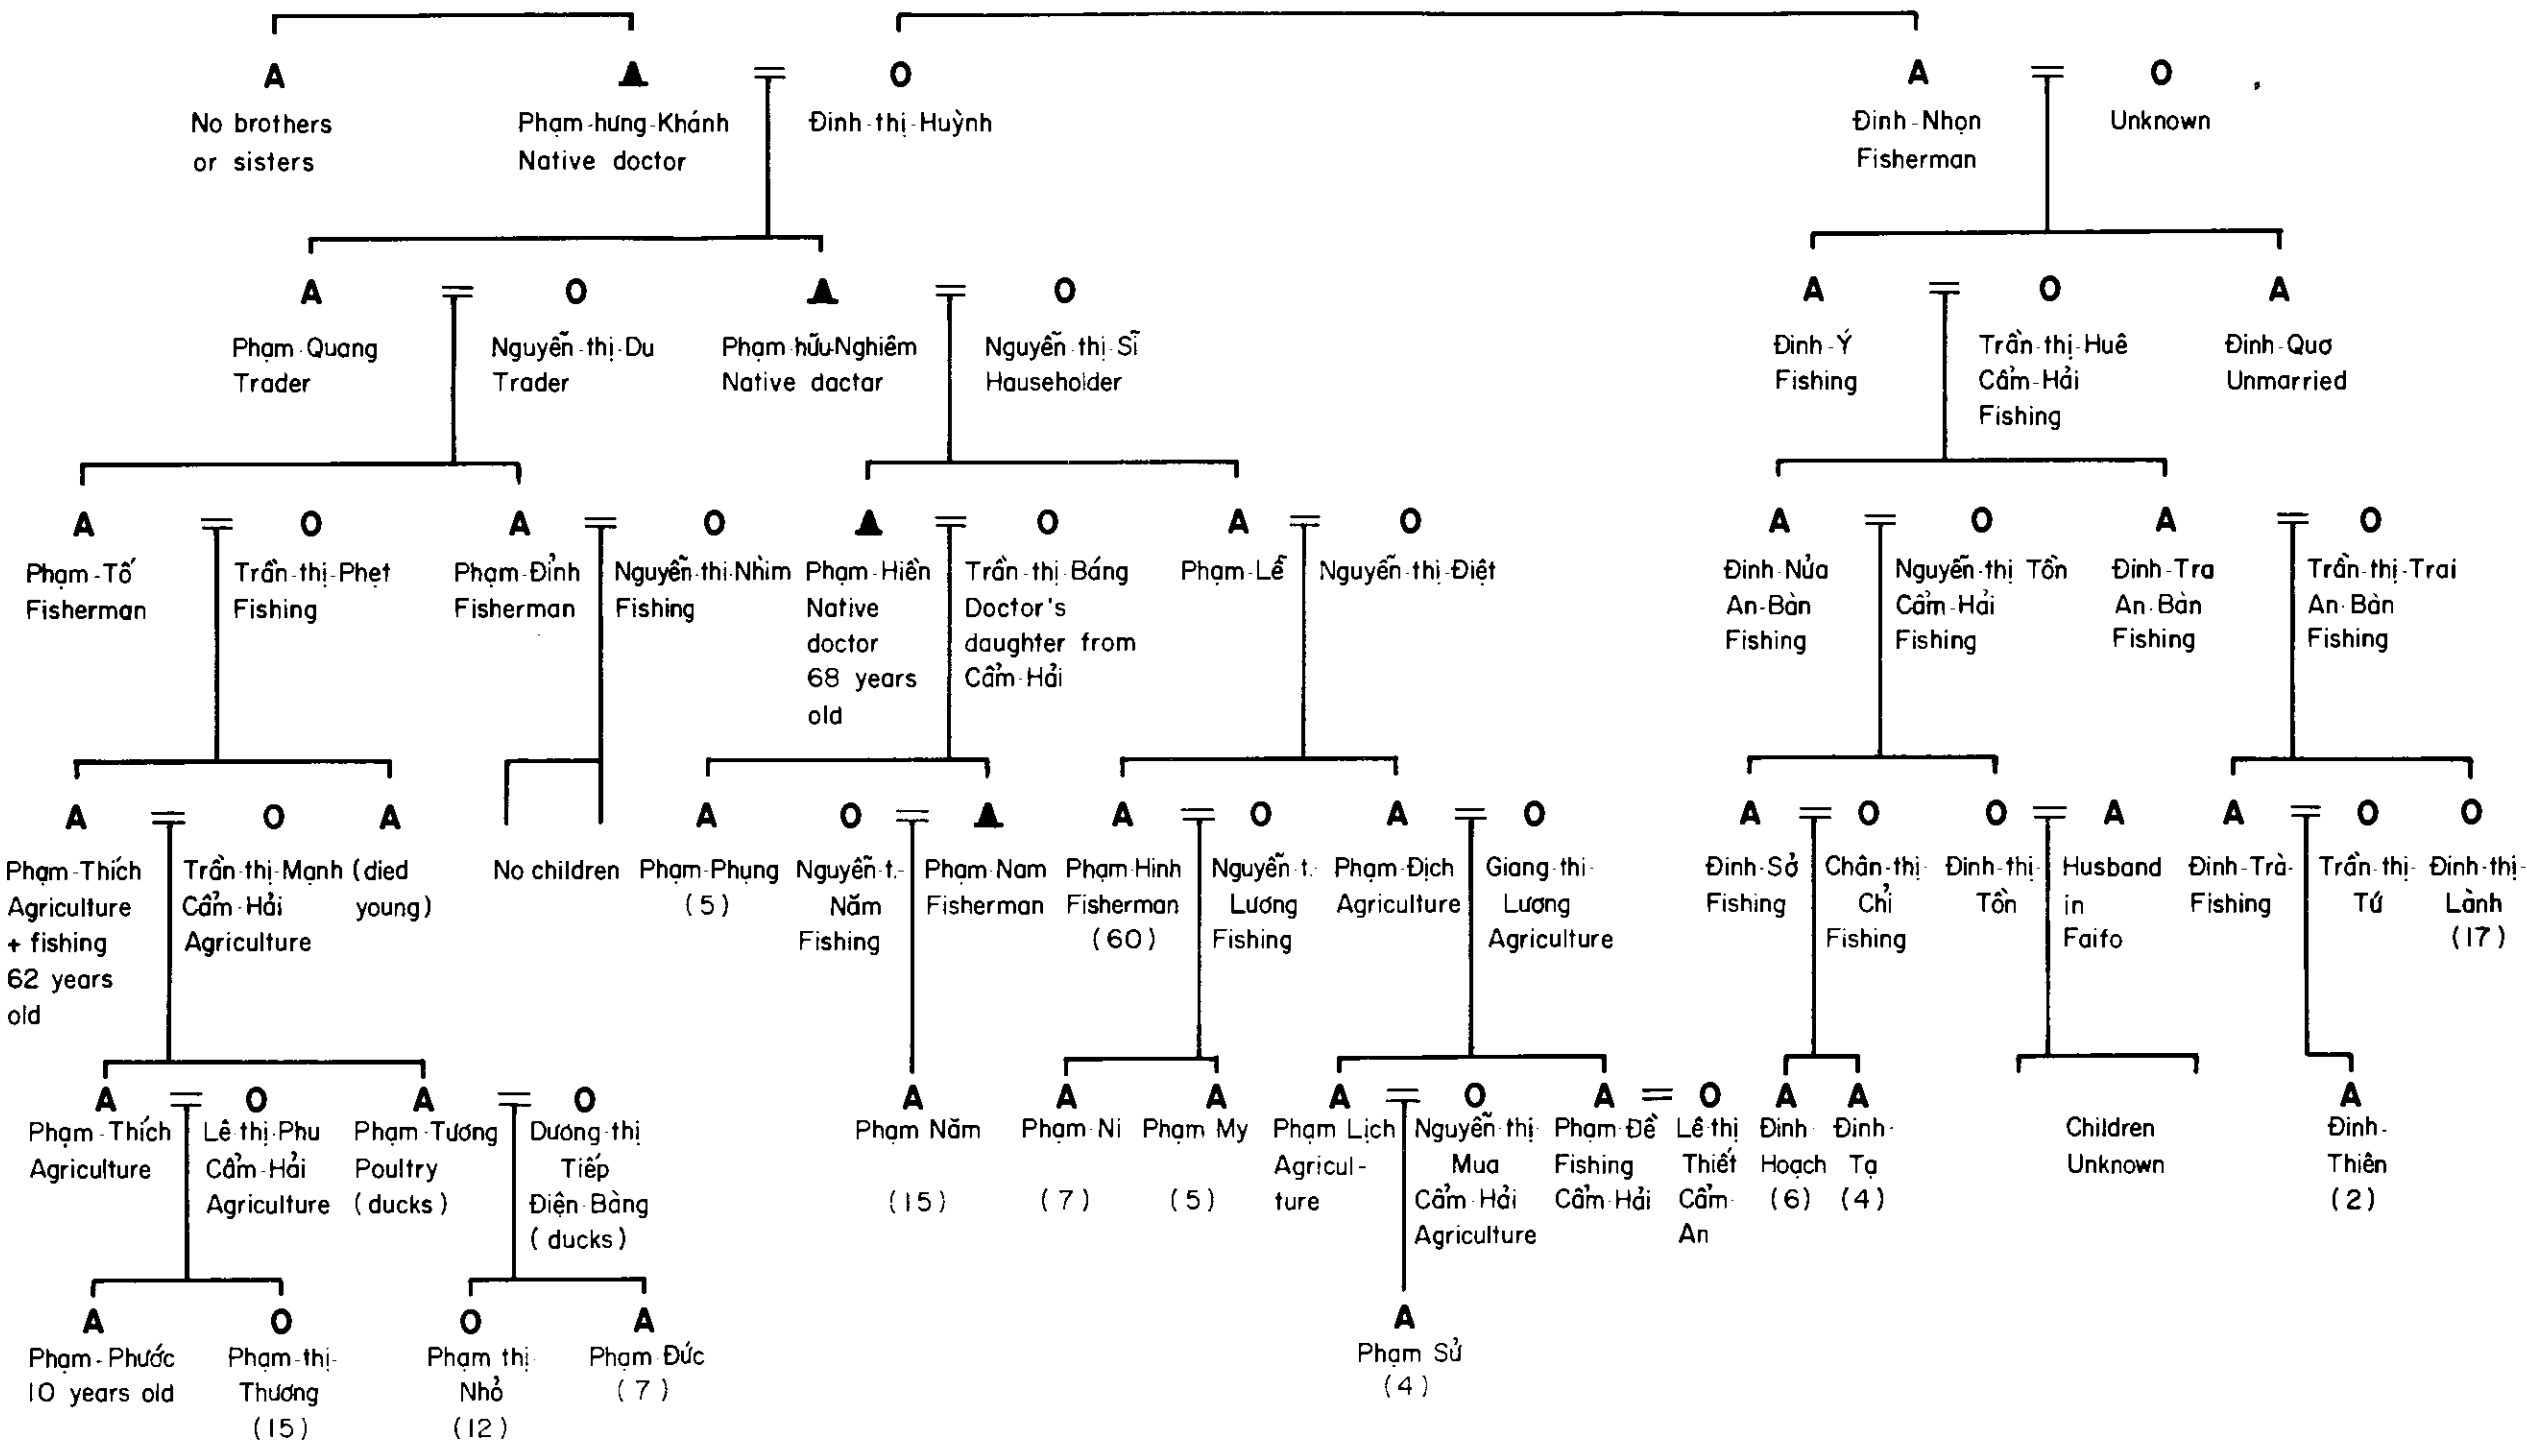 A
A
=
O
A
=
O
No brothers
or sisters
Phạm-hưng-Khánh
Native doctor
Đinh-thị-Huỳnh
Đinh-Nhọn
Fisherman
Unknown
A
=
O
A
=
O
A
=
O
A
Phạm-Quang
Trader
Nguyễn-thị-Du
Trader
Phạm-hữu-Nghiêm
Native dactar
Nguyễn-thị-Sĩ
Hauseholder
Đinh-Ý
Fishing
Trần-thị-Huê
Cẩm-Hải
Fishing
Đinh-Quơ
Unmarried
A
=
O
A
=
O
A
=
O
A
=
O
A
=
O
A
=
O
Phạm-Tố
Fisherman
Trần-thị-Phẹt
Fishing
Phạm-Đỉnh
Fisherman
Nguyễn-thị-Nhìm
Fishing
Phạm-Hiền
Native
doctor
68 years
old
Trần-thị-Báng
Doctor's
daughter from
Cẩm-Hải
Phạm-Lễ
Nguyễn-thị-Điệt
Đinh-Nửa
An-Bàn
Fishing
Nguyễn-thị Tồn
Cẩm-Hải
Fishing
Đinh-Tra
An-Bàn
Fishing
Trần-thị-Trai
An-Bàn
Fishing
A
=
O
A
A
O
=
A
A
=
O
A
=
O
A
=
O
O
=
A
A
=
O
O
Phạm-Thích
Agriculture
+ fishing
62 years
old
Trần-thị-Mạnh
Cẩm-Hải
Agriculture
(died
young)
No children
Phạm-Phụng
(5)
Nguyễn-t.-
Năm
Fishing
Phạm-Nam
Fisherman
Phạm-Hinh
Fisherman
(60)
Nguyễn-t.-
Lương
Fishing
Phạm-Địch
Agriculture
Giang-thị-
Lương
Agriculture
Đinh-Sở
Fishing
Chân-thị-
Chỉ
Fishing
Đinh-thị-
Tồn
Husband
in
Faifo
Đinh-Trà-
Fishing
Trần-thị-
Tứ
Đinh-thị-
Lành
(17)
A
=
O
A
=
O
A
A
A
A
=
O
A
=
O
A
A
A
Phạm-Thích
Agriculture
Lê-thị-Phu
Cẩm-Hải
Agriculture
Phạm-Tương
Poultry
(ducks)
Dương-thị
Tiếp
Điện-Bàng
(ducks)
Phạm Năm
(15)
Phạm-Ni
(7)
Phạm My
(5)
Phạm Lịch
Agricul-
ture
Nguyễn-thị-
Mua
Cẩm-Hải
Agriculture
Phạm-Đề
Fishing
Cẩm-Hải
Lê-thị
Thiết
Cẩm-
An
Đinh
Hoạch
(6)
Đinh-
Tạ
(4)
Children
Unknown
Đinh-
Thiên
(2)
A
O
O
A
A
Phạm-Phước
10 years old
Phạm-thị-
Thương
(15)
Phạm thị
Nhỏ
(12)
Phạm-Đức
(7)
Phạm Sử
(4)